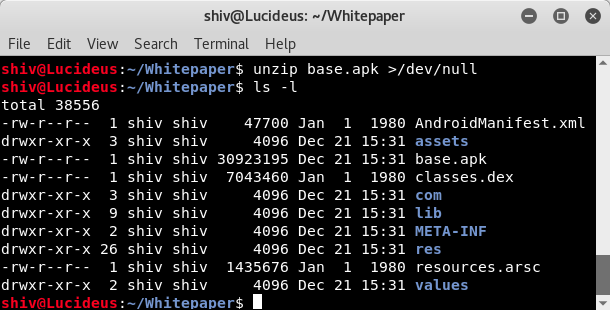 shiv@Lucideus: ~/Whitepaper
File Edit View Search Terminal Help
shiv@Lucideus:~/Whitepaper$ unzip base.apk >/dev/null
shiv@Lucideus:~/Whitepaper$ ls -l
total 38556
-rw-r--r--  1 shiv shiv    47700 Jan  1  1980 AndroidManifest.xml
drwxr-xr-x  3 shiv shiv     4096 Dec 21 15:31 assets
-rw-r--r--  1 shiv shiv 30923195 Dec 21 15:31 base.apk
-rw-r--r--  1 shiv shiv  7043460 Jan  1  1980 classes.dex
drwxr-xr-x  3 shiv shiv     4096 Dec 21 15:31 com
drwxr-xr-x  9 shiv shiv     4096 Dec 21 15:31 lib
drwxr-xr-x  2 shiv shiv     4096 Dec 21 15:31 META-INF
drwxr-xr-x 26 shiv shiv     4096 Dec 21 15:31 res
-rw-r--r--  1 shiv shiv  1435676 Jan  1  1980 resources.arsc
drwxr-xr-x  2 shiv shiv     4096 Dec 21 15:31 values
shiv@Lucideus:~/Whitepaper$